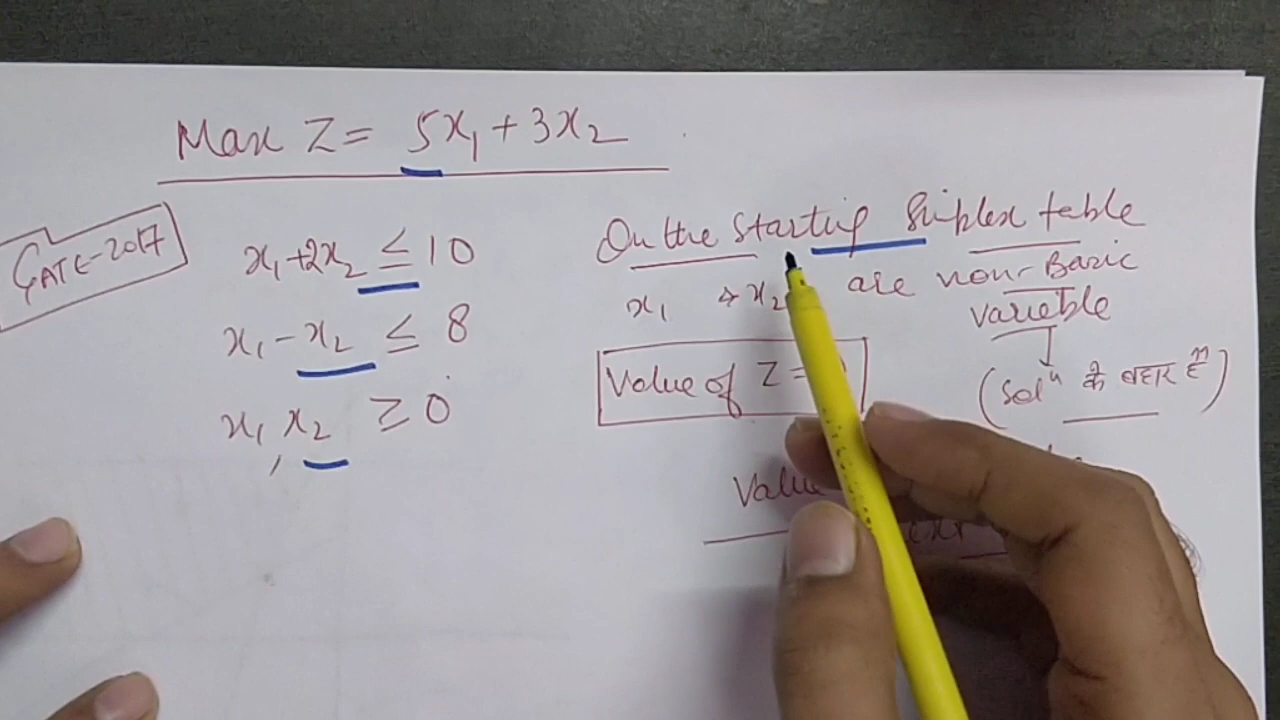 Max Z = 5x₁ + 3x₂
GATE-2017
x₁+2x₂ ≤ 10
x₁ - x₂ ≤ 8
x₁, x₂ ≥ 0
On the starting Simplex table
x₁ & x₂ are non-Basic
variable
(Solⁿ के बाहर है)
Value of Z =
Value